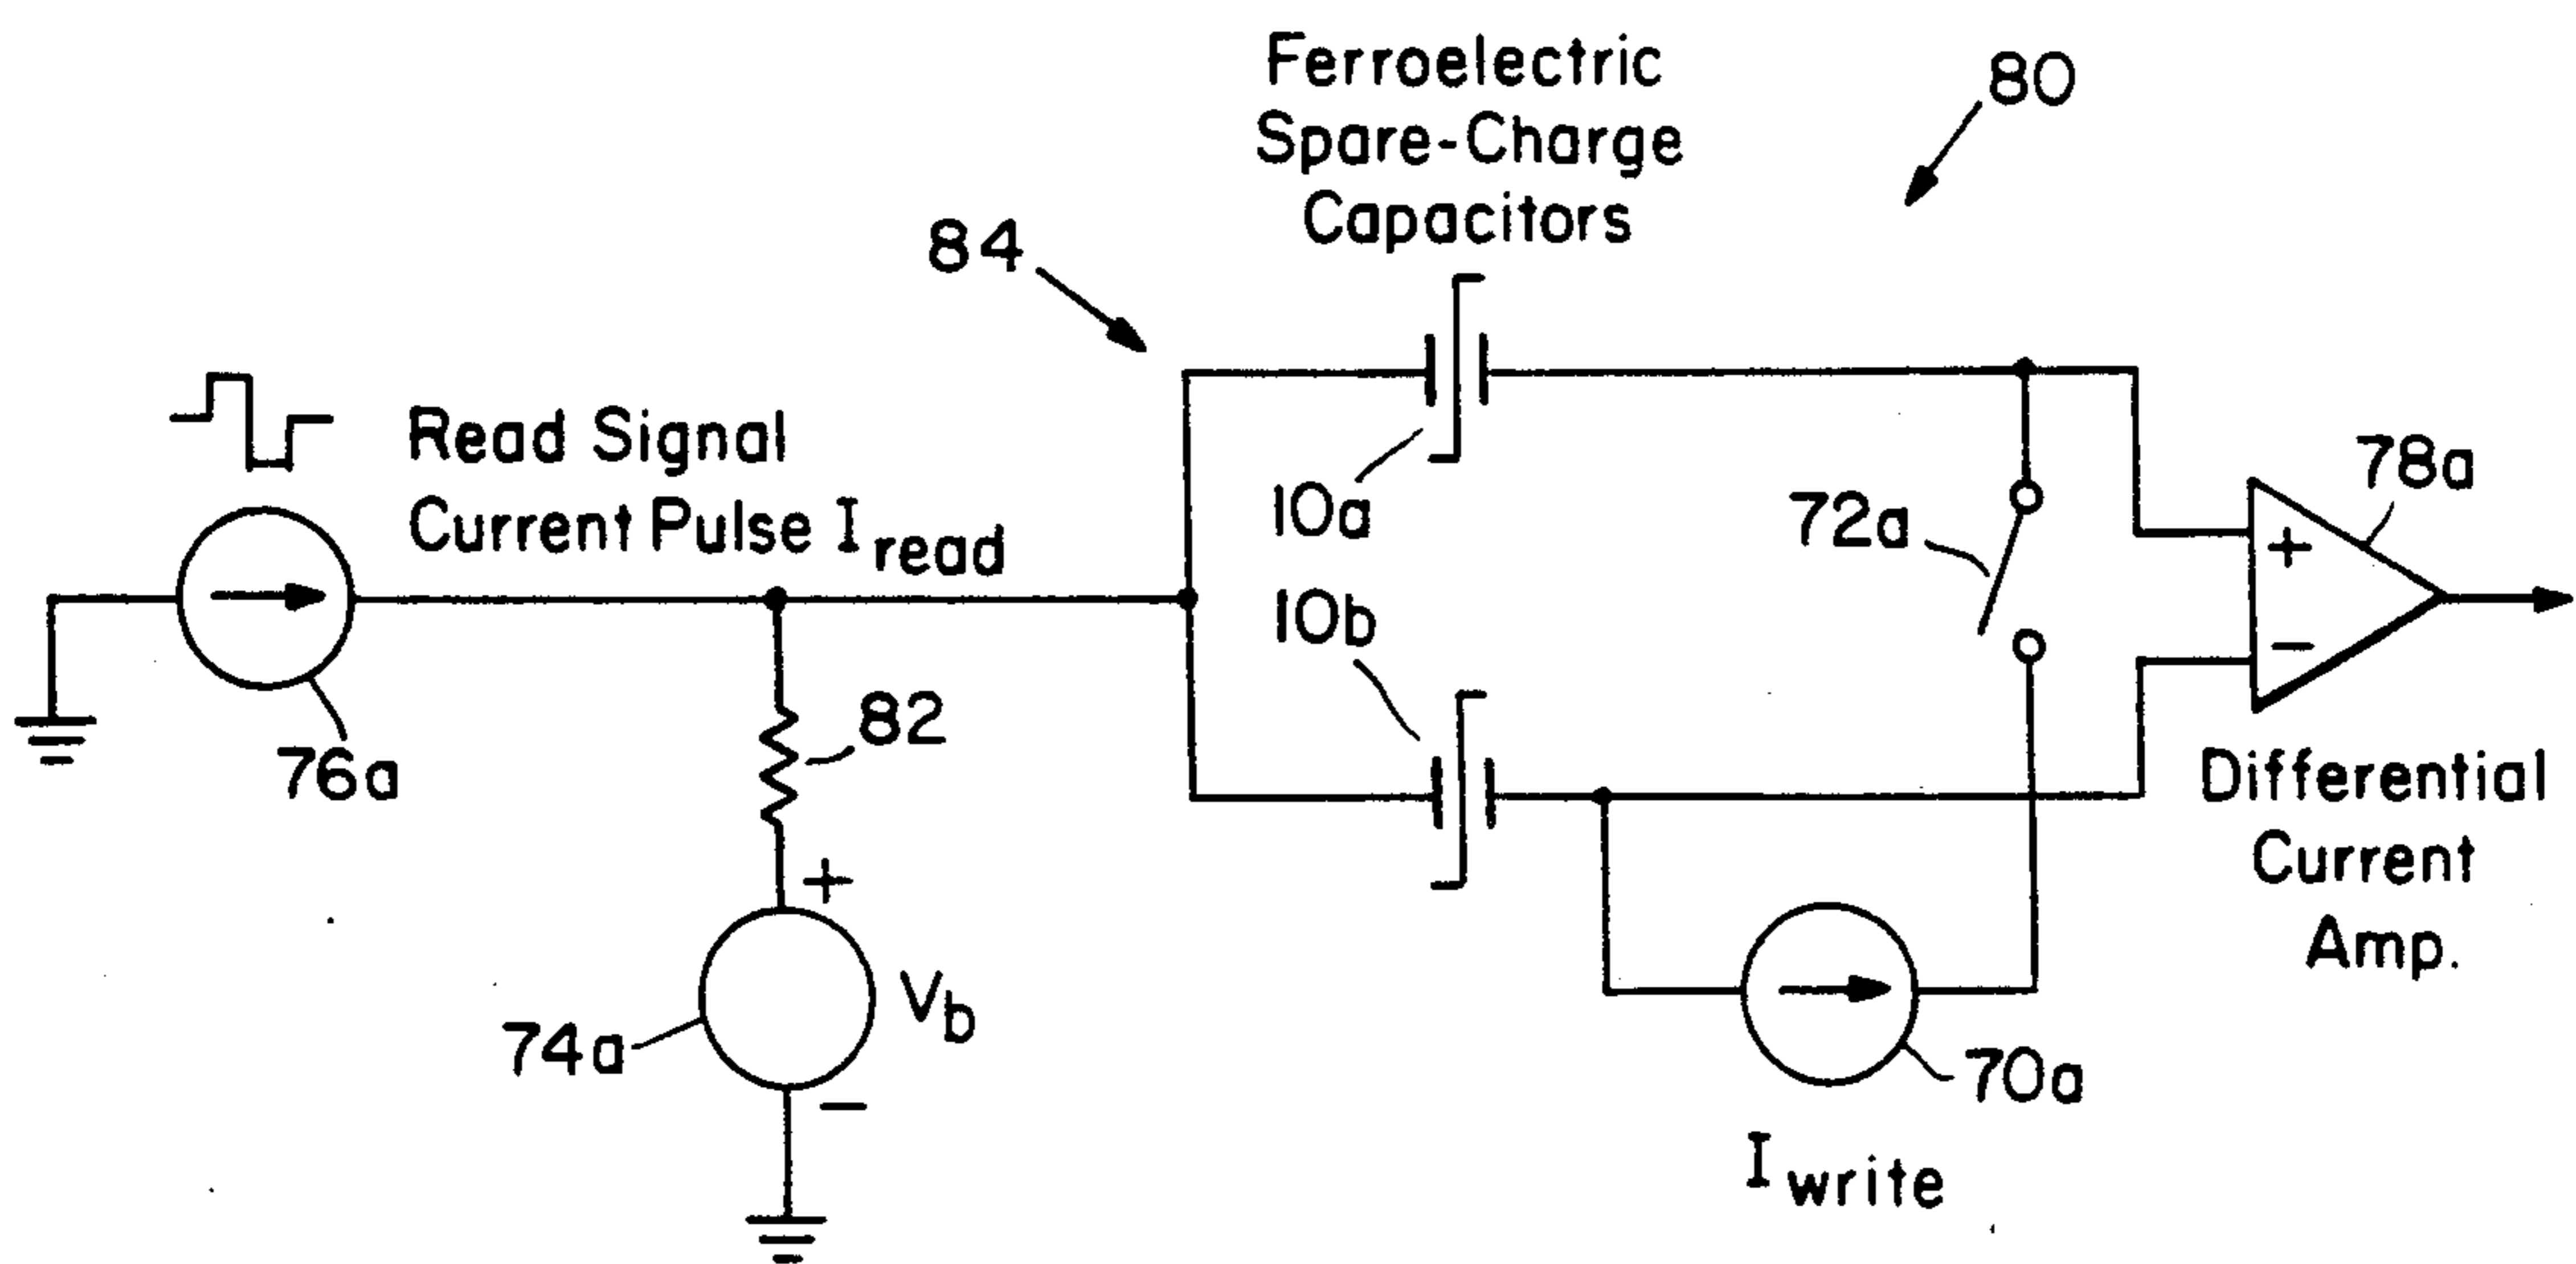 Ferroelectric
Spare-Charge
Capacitors
80
84
Read Signal
Current Pulse I read
10a
10b
72a
78a
+
−
76a
82
+
74a
Vb
−
70a
I write
Differential
Current
Amp.